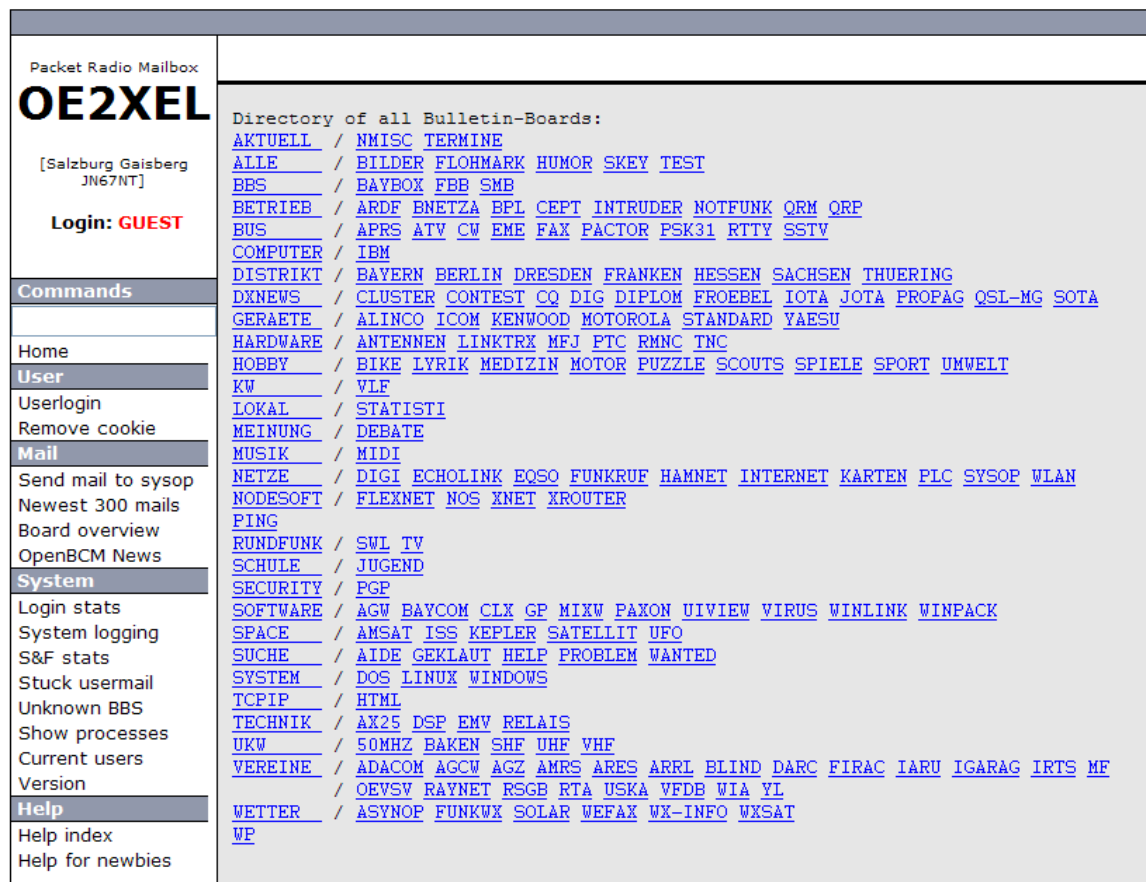 Packet Radio Mailbox
OE2XEL
[Salzburg Gaisberg
JN67NT]
Login: GUEST
Commands
Home
User
Userlogin
Remove cookie
Mail
Send mail to sysop
Newest 300 mails
Board overview
OpenBCM News
System
Login stats
System logging
S&F stats
Stuck usermail
Unknown BBS
Show processes
Current users
Version
Help
Help index
Help for newbies
Directory of all Bulletin-Boards:
AKTUELL / NMISC TERMINE
ALLE / BILDER FLOHMARK HUMOR SKEY TEST
BBS / BAYBOX FBB SMB
BETRIEB / ARDF BNETZA BPL CEPT INTRUDER NOTFUNK QRM QRP
BUS / APRS ATV CW EME FAX PACTOR PSK31 RTTY SSTV
COMPUTER / IBM
DISTRIKT / BAYERN BERLIN DRESDEN FRANKEN HESSEN SACHSEN THUERING
DXNEWS / CLUSTER CONTEST CQ DIG DIPLOM FROEBEL IOTA JOTA PROPAG QSL-MG SOTA
GERAETE / ALINCO ICOM KENWOOD MOTOROLA STANDARD YAESU
HARDWARE / ANTENNEN LINKTRX MFJ PTC RMNC TNC
HOBBY / BIKE LYRIK MEDIZIN MOTOR PUZZLE SCOUTS SPIELE SPORT UMWELT
KW / VLF
LOKAL / STATISTI
MEINUNG / DEBATE
MUSIK / MIDI
NETZE / DIGI ECHOLINK EQSO FUNKRUF HAMNET INTERNET KARTEN PLC SYSOP WLAN
NODESOFT / FLEXNET NOS XNET XROUTER
PING
RUNDFUNK / SWL TV
SCHULE / JUGEND
SECURITY / PGP
SOFTWARE / AGW BAYCOM CLX GP MIXW PAXON UIVIEW VIRUS WINLINK WINPACK
SPACE / AMSAT ISS KEPLER SATELLIT UFO
SUCHE / AIDE GEKLAUT HELP PROBLEM WANTED
SYSTEM / DOS LINUX WINDOWS
TCPIP / HTML
TECHNIK / AX25 DSP EMV RELAIS
UKW / 50MHZ BAKEN SHF UHF VHF
VEREINE / ADACOM AGCW AGZ AMRS ARES ARRL BLIND DARC FIRAC IARU IGARAG IRTS MF
/ OEVSV RAYNET RSGB RTA USKA VFDB WIA YL
WETTER / ASYNOP FUNKWX SOLAR WEFAX WX-INFO WXSAT
WP